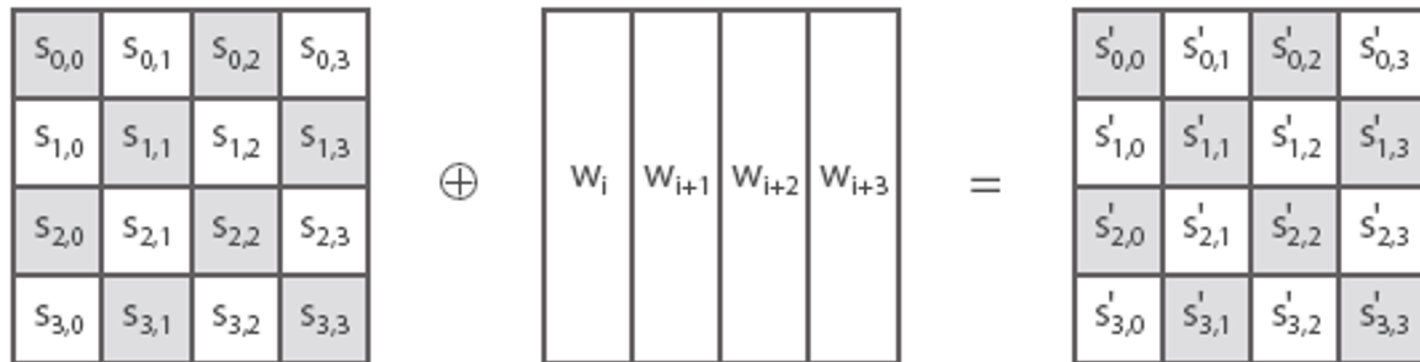 S0,0 S0,1 S0,2 S0,3 S'0,0 S'0,1 S'0,2 S'0,3
S1,0 S1,1 S1,2 S1,3 S'1,0 S'1,1 S'1,2 S'1,3
⊕ Wi Wi+1 Wi+2 Wi+3 =
S2,0 S2,1 S2,2 S2,3 S'2,0 S'2,1 S'2,2 S'2,3
S3,0 S3,1 S3,2 S3,3 S'3,0 S'3,1 S'3,2 S'3,3